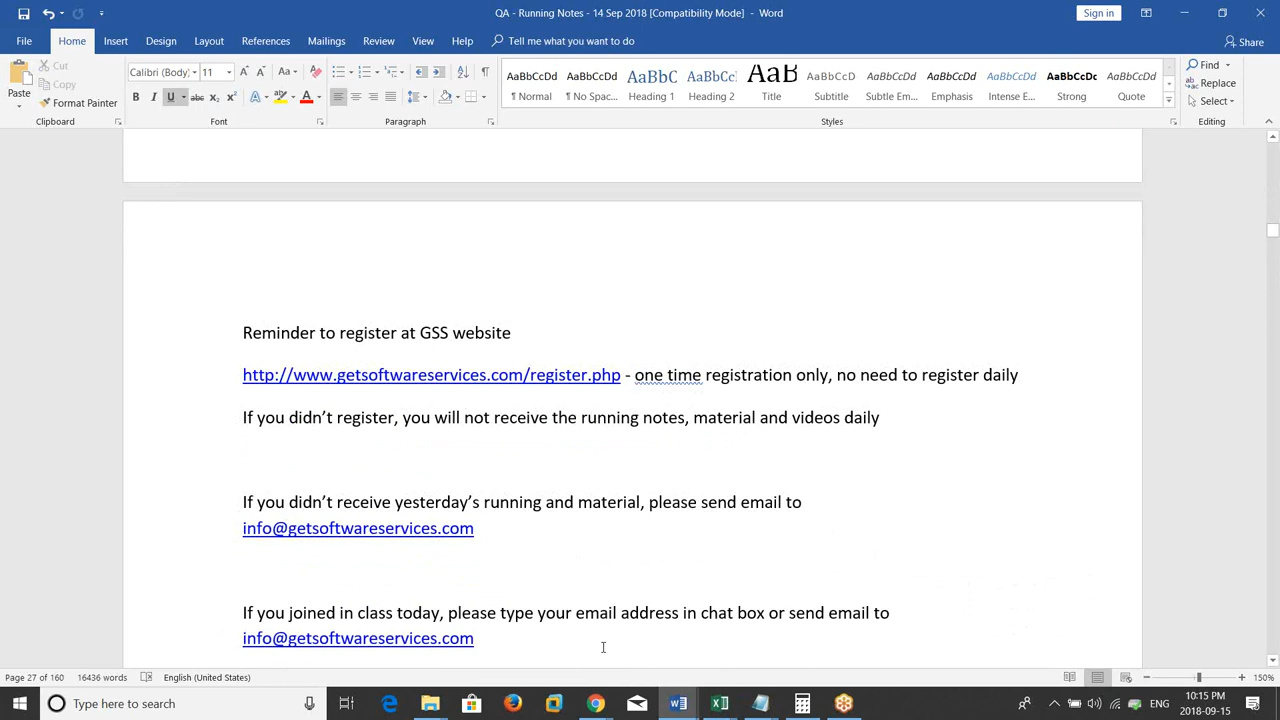 QA - Running Notes - 14 Sep 2018 [Compatibility Mode] - Word
Sign in
File Home Insert Design Layout References Mailings Review View Help Tell me what you want to do Share
Paste
Cut
Copy
Format Painter
Clipboard
Calibri (Body) 11
Font
Paragraph
AaBbCcDd AaBbCcDd AaBbC AaBbCc AaB AaBbCcD AaBbCcDd AaBbCcDd AaBbCcDd AaBbCcDc AaBbCcDd
¶ Normal ¶ No Spac... Heading 1 Heading 2 Title Subtitle Subtle Em... Emphasis Intense E... Strong Quote
Styles
Find
Replace
Select
Editing
Reminder to register at GSS website
http://www.getsoftwareservices.com/register.php - one time registration only, no need to register daily
If you didn’t register, you will not receive the running notes, material and videos daily
If you didn’t receive yesterday’s running and material, please send email to
info@getsoftwareservices.com
If you joined in class today, please type your email address in chat box or send email to
info@getsoftwareservices.com
Page 27 of 160 16436 words English (United States) 150%
Type here to search
ENG
10:15 PM
2018-09-15